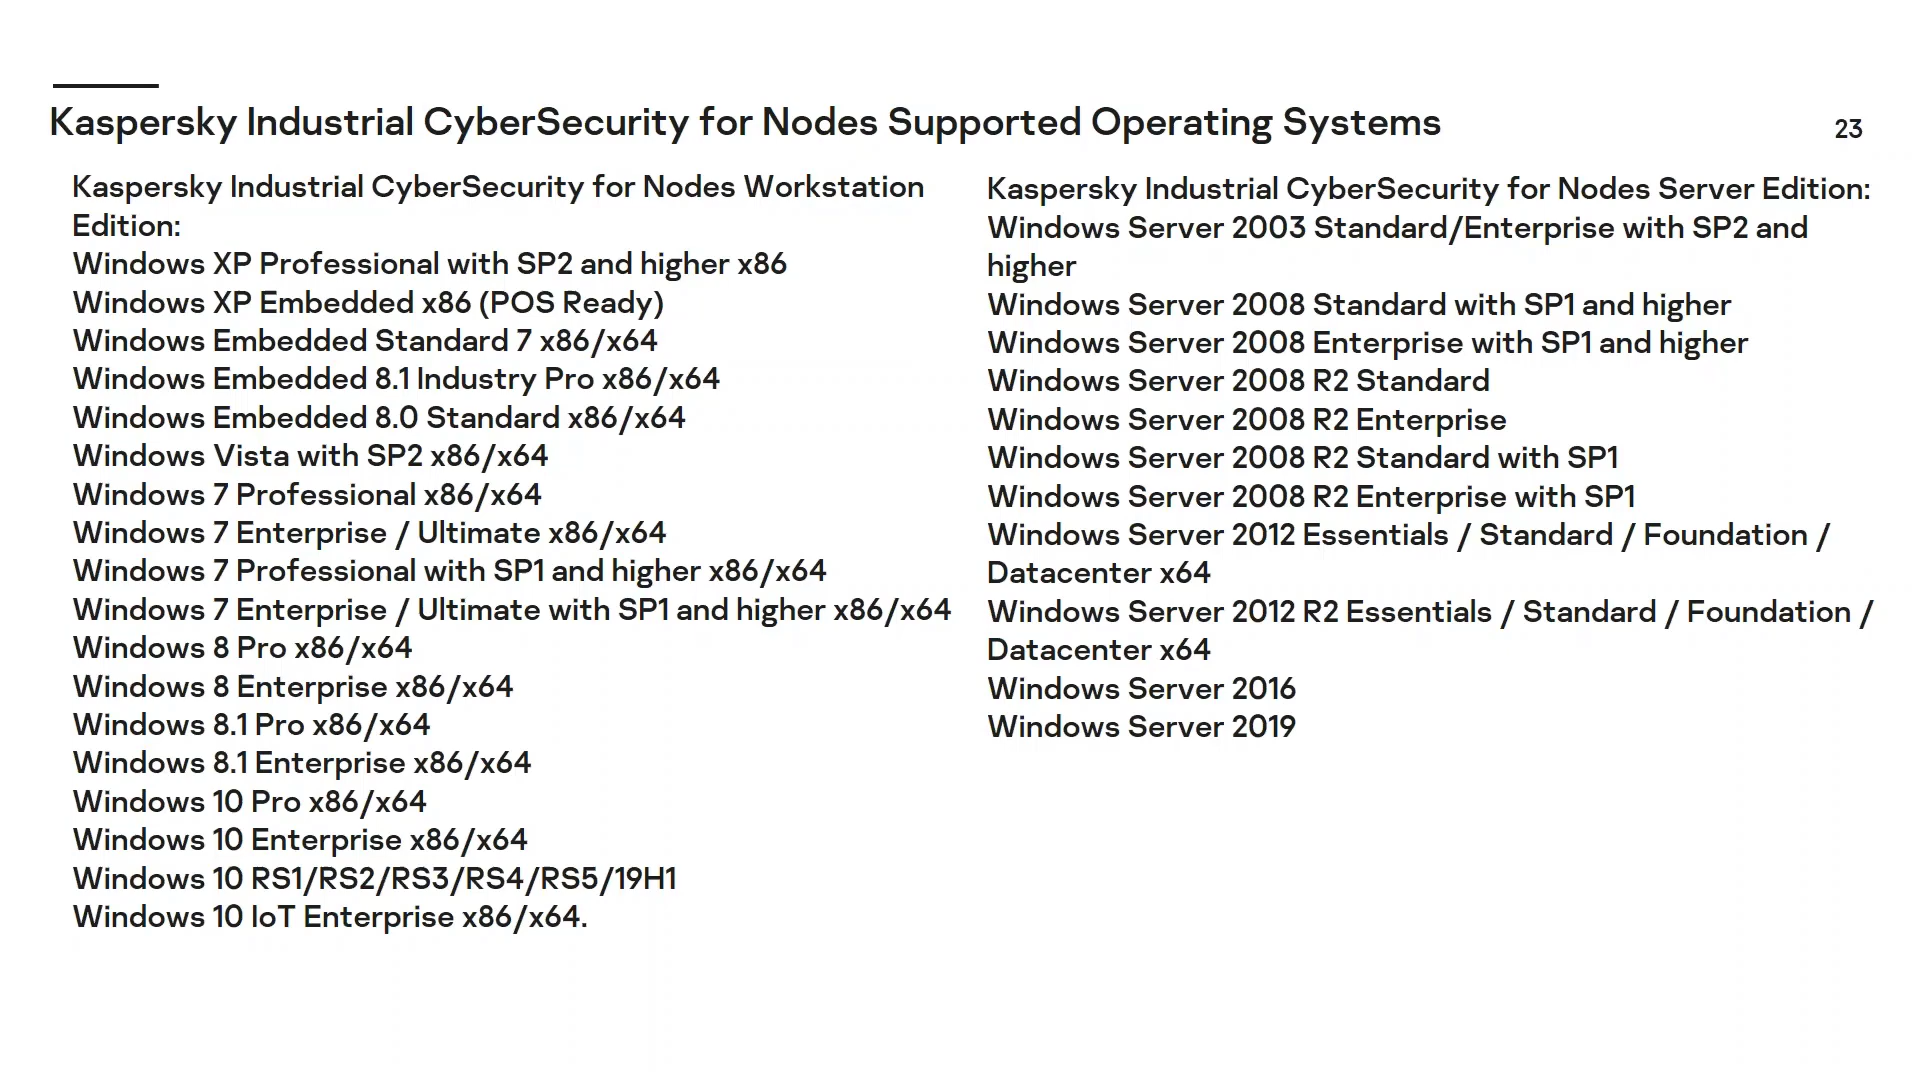 Kaspersky Industrial CyberSecurity for Nodes Supported Operating Systems
23
Kaspersky Industrial CyberSecurity for Nodes Workstation
Edition:
Windows XP Professional with SP2 and higher x86
Windows XP Embedded x86 (POS Ready)
Windows Embedded Standard 7 x86/x64
Windows Embedded 8.1 Industry Pro x86/x64
Windows Embedded 8.0 Standard x86/x64
Windows Vista with SP2 x86/x64
Windows 7 Professional x86/x64
Windows 7 Enterprise / Ultimate x86/x64
Windows 7 Professional with SP1 and higher x86/x64
Windows 7 Enterprise / Ultimate with SP1 and higher x86/x64
Windows 8 Pro x86/x64
Windows 8 Enterprise x86/x64
Windows 8.1 Pro x86/x64
Windows 8.1 Enterprise x86/x64
Windows 10 Pro x86/x64
Windows 10 Enterprise x86/x64
Windows 10 RS1/RS2/RS3/RS4/RS5/19H1
Windows 10 IoT Enterprise x86/x64.
Kaspersky Industrial CyberSecurity for Nodes Server Edition:
Windows Server 2003 Standard/Enterprise with SP2 and
higher
Windows Server 2008 Standard with SP1 and higher
Windows Server 2008 Enterprise with SP1 and higher
Windows Server 2008 R2 Standard
Windows Server 2008 R2 Enterprise
Windows Server 2008 R2 Standard with SP1
Windows Server 2008 R2 Enterprise with SP1
Windows Server 2012 Essentials / Standard / Foundation /
Datacenter x64
Windows Server 2012 R2 Essentials / Standard / Foundation /
Datacenter x64
Windows Server 2016
Windows Server 2019